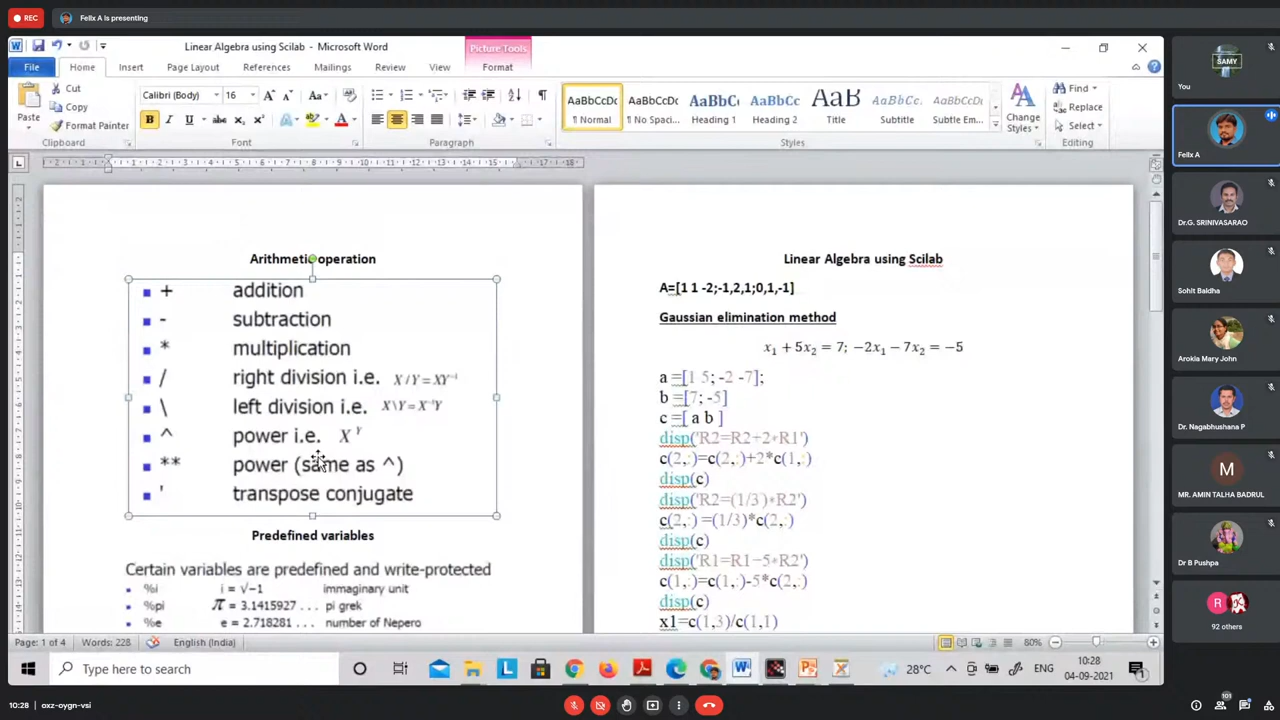 REC
Felix A is presenting
Linear Algebra using Scilab - Microsoft Word
Picture Tools
File
Home
Insert
Page Layout
References
Mailings
Review
View
Format
Paste
Cut
Copy
Format Painter
Clipboard
Calibri (Body)
16
Font
Paragraph
AaBbCcDc
¶ Normal
AaBbCcDc
¶ No Spaci...
AaBbC
Heading 1
AaBbCc
Heading 2
AaB
Title
AaBbCc.
Subtitle
AaBbCcDc
Subtle Em...
Change
Styles
Styles
Find
Replace
Select
Editing
Arithmetic operation
+ addition
- subtraction
* multiplication
/ right division i.e. X / Y = XY⁻¹
\ left division i.e. X\Y = X⁻¹Y
^ power i.e. X^Y
** power (same as ^)
' transpose conjugate
Predefined variables
Certain variables are predefined and write-protected
%i i = √−1 immaginary unit
%pi π = 3.1415927 . . . pi grek
%e e = 2.718281 . . . number of Nepero
Linear Algebra using Scilab
A=[1 1 -2;-1,2,1;0,1,-1]
Gaussian elimination method
x₁ + 5x₂ = 7; −2x₁ − 7x₂ = −5
a =[1 5; -2 -7];
b =[7; -5]
c =[ a b ]
disp('R2=R2+2*R1')
c(2,:)=c(2,:)+2*c(1,:)
disp(c)
disp('R2=(1/3)*R2')
c(2,:) =(1/3)*c(2,:)
disp(c)
disp('R1=R1−5*R2')
c(1,:)=c(1,:)-5*c(2,:)
disp(c)
x1=c(1,3)/c(1,1)
Page: 1 of 4
Words: 228
English (India)
80%
Type here to search
28°C
ENG
10:28
04-09-2021
SAMY
You
Felix A
Dr.G. SRINIVASARAO
Sohit Baldha
Arokia Mary John
Dr. Nagabhushana P
M
MR. AMIN TALHA BADRUL
Dr B Pushpa
R
92 others
10:28
oxz-oygn-vsi
101